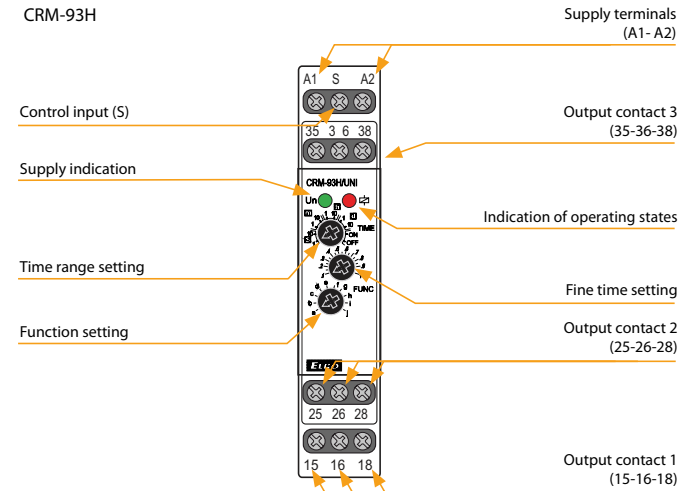 CRM-93H
Supply terminals
(A1- A2)
A1 S A2
Control input (S)
Output contact 3
(35-36-38)
35 3 6 38
Supply indication
CRM-93H/UNI
Un
Indication of operating states
TIME
ON
OFF
Time range setting
Fine time setting
FUNC
a b c d e f g h i j
Function setting
Output contact 2
(25-26-28)
ELKO
25 26 28
Output contact 1
(15-16-18)
15 16 18